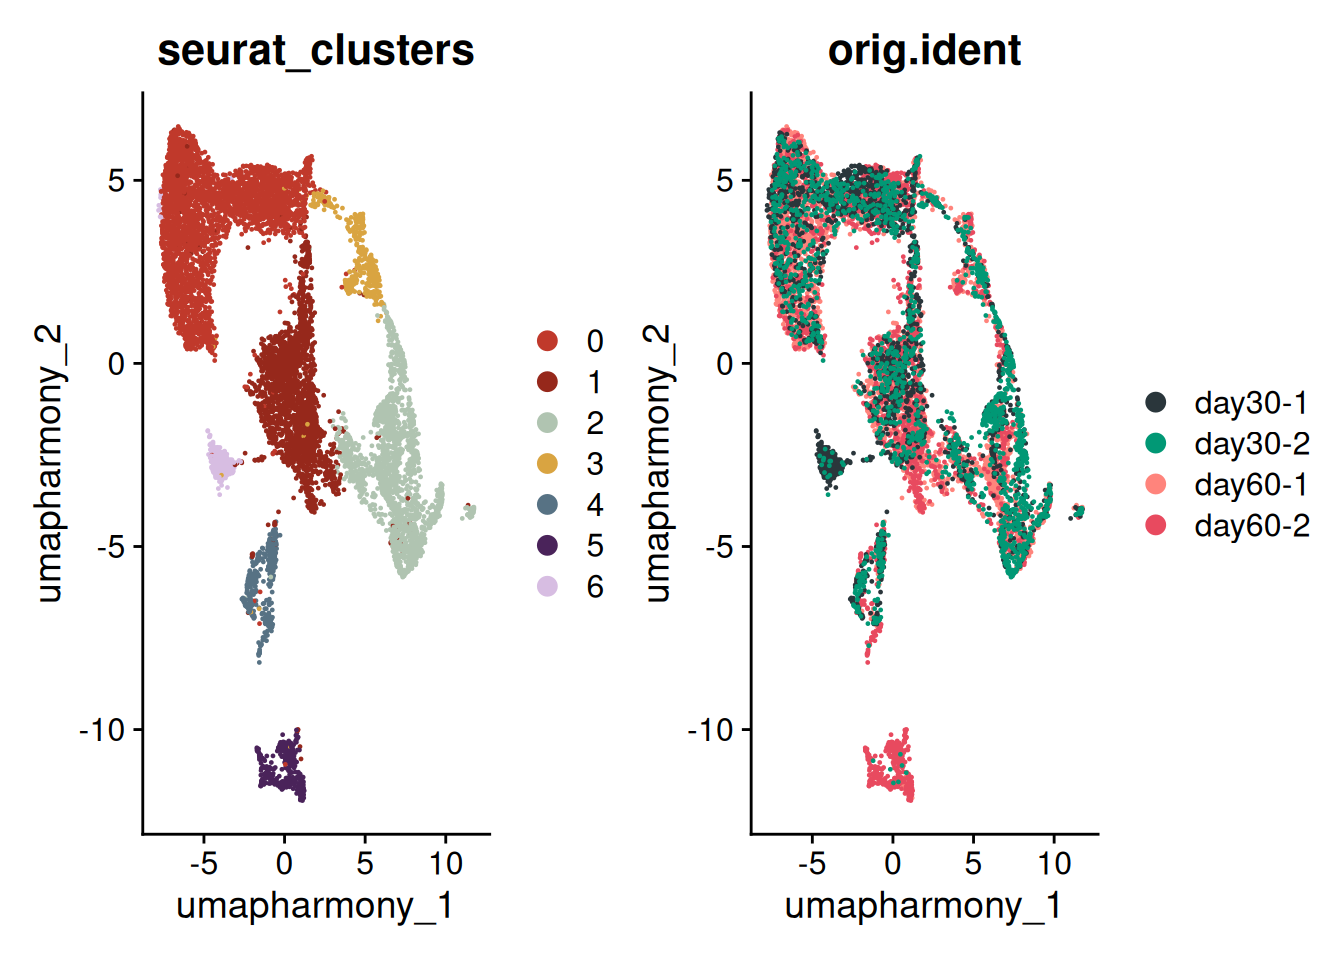 seurat_clusters
umapharmony_2
5
0
-5
-10
-5 0 5 10
umapharmony_1
0
1
2
3
4
5
6
orig.ident
umapharmony_2
5
0
-5
-10
-5 0 5 10
umapharmony_1
day30-1
day30-2
day60-1
day60-2